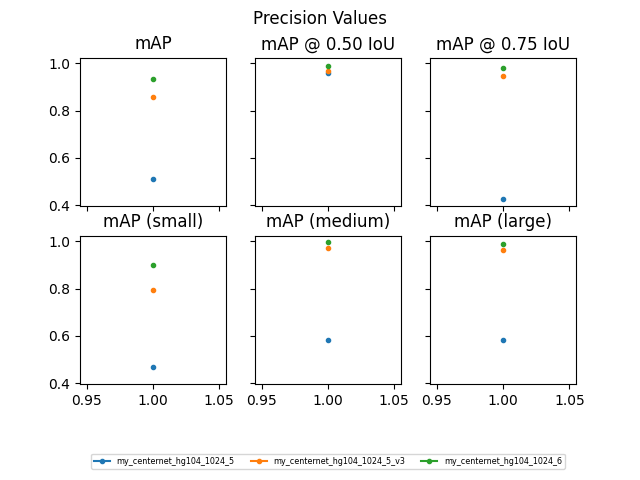 Precision Values
mAP
mAP @ 0.50 IoU
mAP @ 0.75 IoU
1.0
0.8
0.6
0.4
mAP (small)
mAP (medium)
mAP (large)
1.0
0.8
0.6
0.4
0.95 1.00 1.05
0.95 1.00 1.05
0.95 1.00 1.05
my_centernet_hg104_1024_5
my_centernet_hg104_1024_5_v3
my_centernet_hg104_1024_6